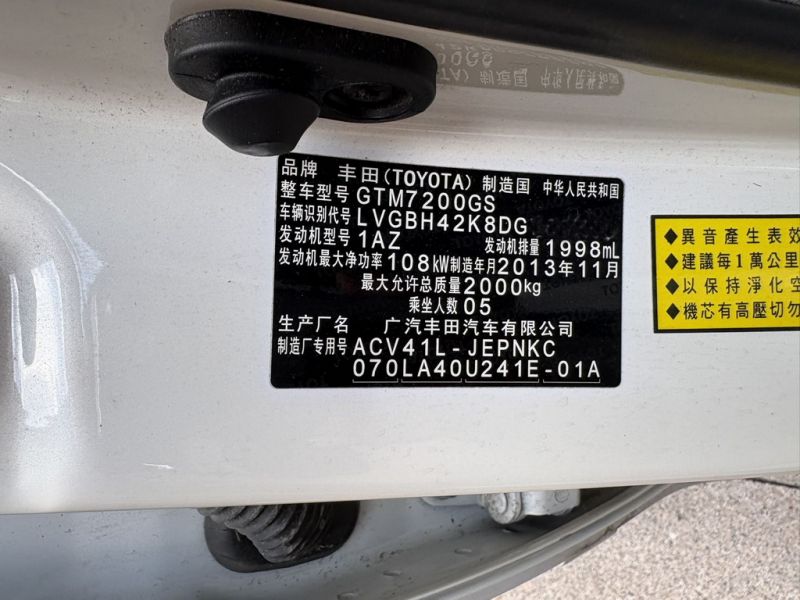 品牌 丰田(TOYOTA) 制造国 中华人民共和国
整车型号 GTM7200GS
车辆识别代号 LVGBH42K8DG
发动机型号 1AZ 发动机排量 1998mL
发动机最大净功率 108kW 制造年月 2013年11月
最大允许总质量 2000kg
乘坐人数 05
生产厂名 广汽丰田汽车有限公司
制造厂专用号 ACV41L-JEPNKC
070LA40U241E-01A
◆異音產生表效
◆建議每1萬公里
◆以保持淨化空
◆機芯有高壓切勿